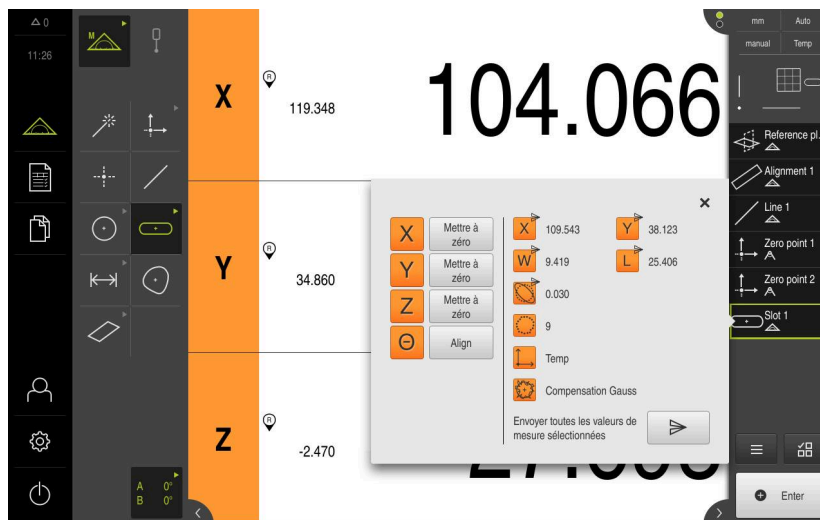 △ 0
11:26
M
A 0°
B 0°
X
R
119.348
104.066
Y
R
34.860
Z
R
-2.470
X
Mettre à
zéro
Y
Mettre à
zéro
Z
Mettre à
zéro
Θ
Align
X
109.543
Y
38.123
W
9.419
L
25.406
0.030
9
Temp
Compensation Gauss
Envoyer toutes les valeurs de
mesure sélectionnées
mm
Auto
manual
Temp
Reference pl.
Alignment 1
Line 1
Zero point 1
Zero point 2
Slot 1
Enter